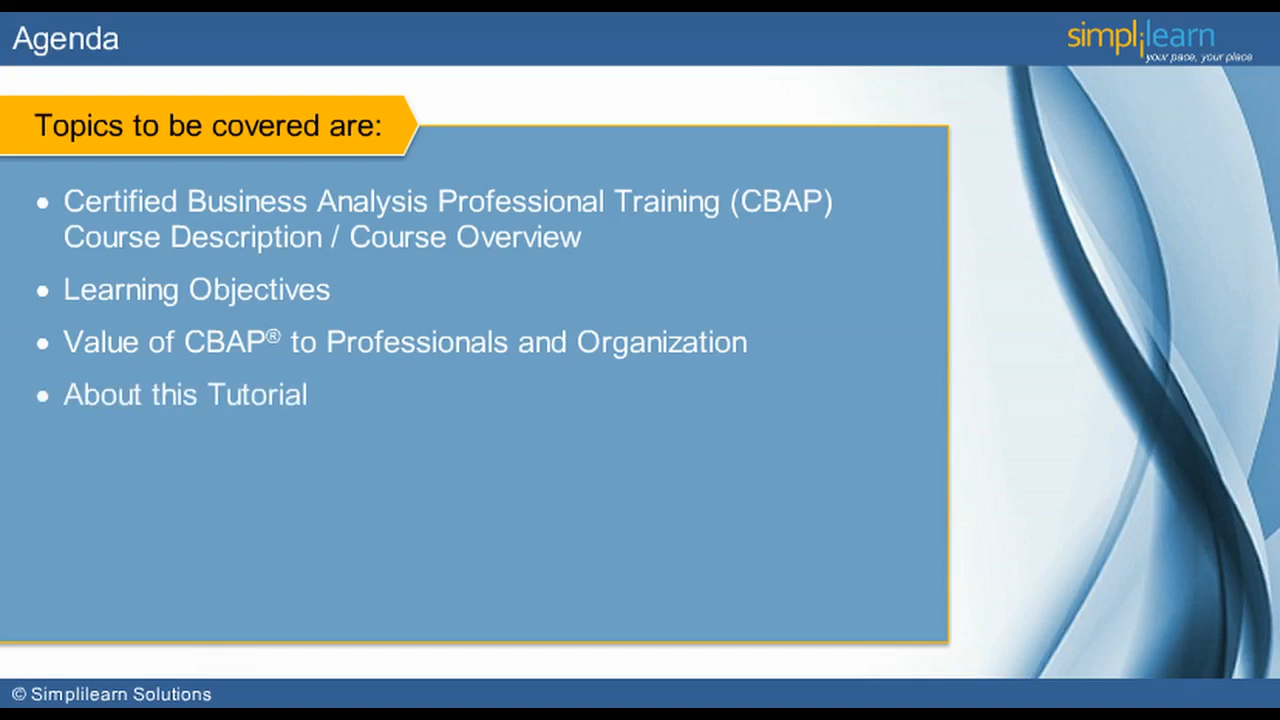 Agenda
simplilearn
your pace, your place
Topics to be covered are:
• Certified Business Analysis Professional Training (CBAP)
Course Description / Course Overview
• Learning Objectives
• Value of CBAP® to Professionals and Organization
• About this Tutorial
© Simplilearn Solutions